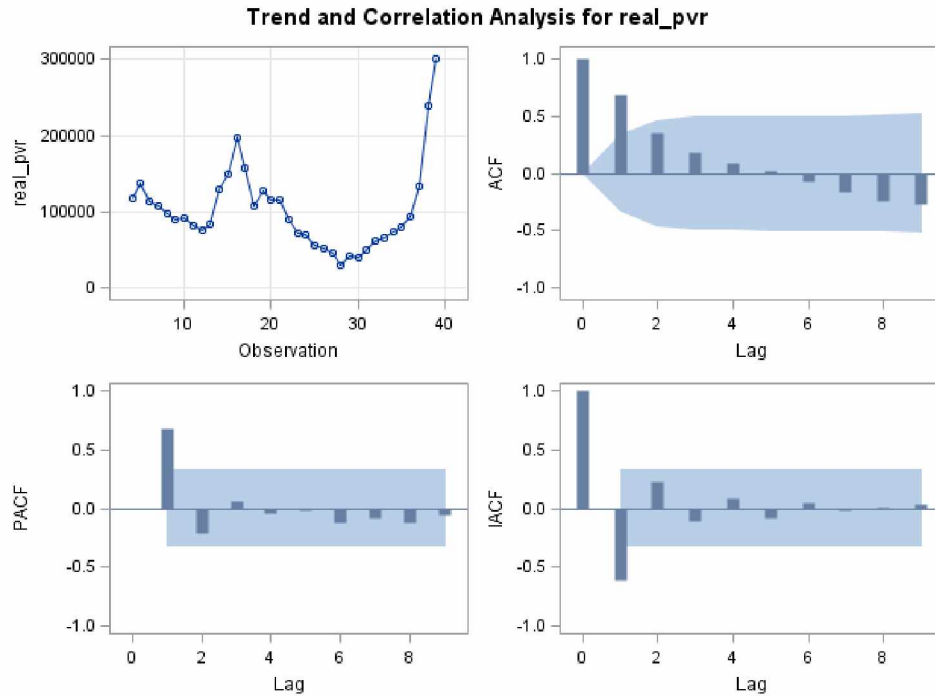 Trend and Correlation Analysis for real_pvr
300000
200000
100000
0
real_pvr
10 20 30 40
Observation
1.0
0.5
0.0
-0.5
-1.0
ACF
0 2 4 6 8
Lag
1.0
0.5
0.0
-0.5
-1.0
PACF
0 2 4 6 8
Lag
1.0
0.5
0.0
-0.5
-1.0
IACF
0 2 4 6 8
Lag